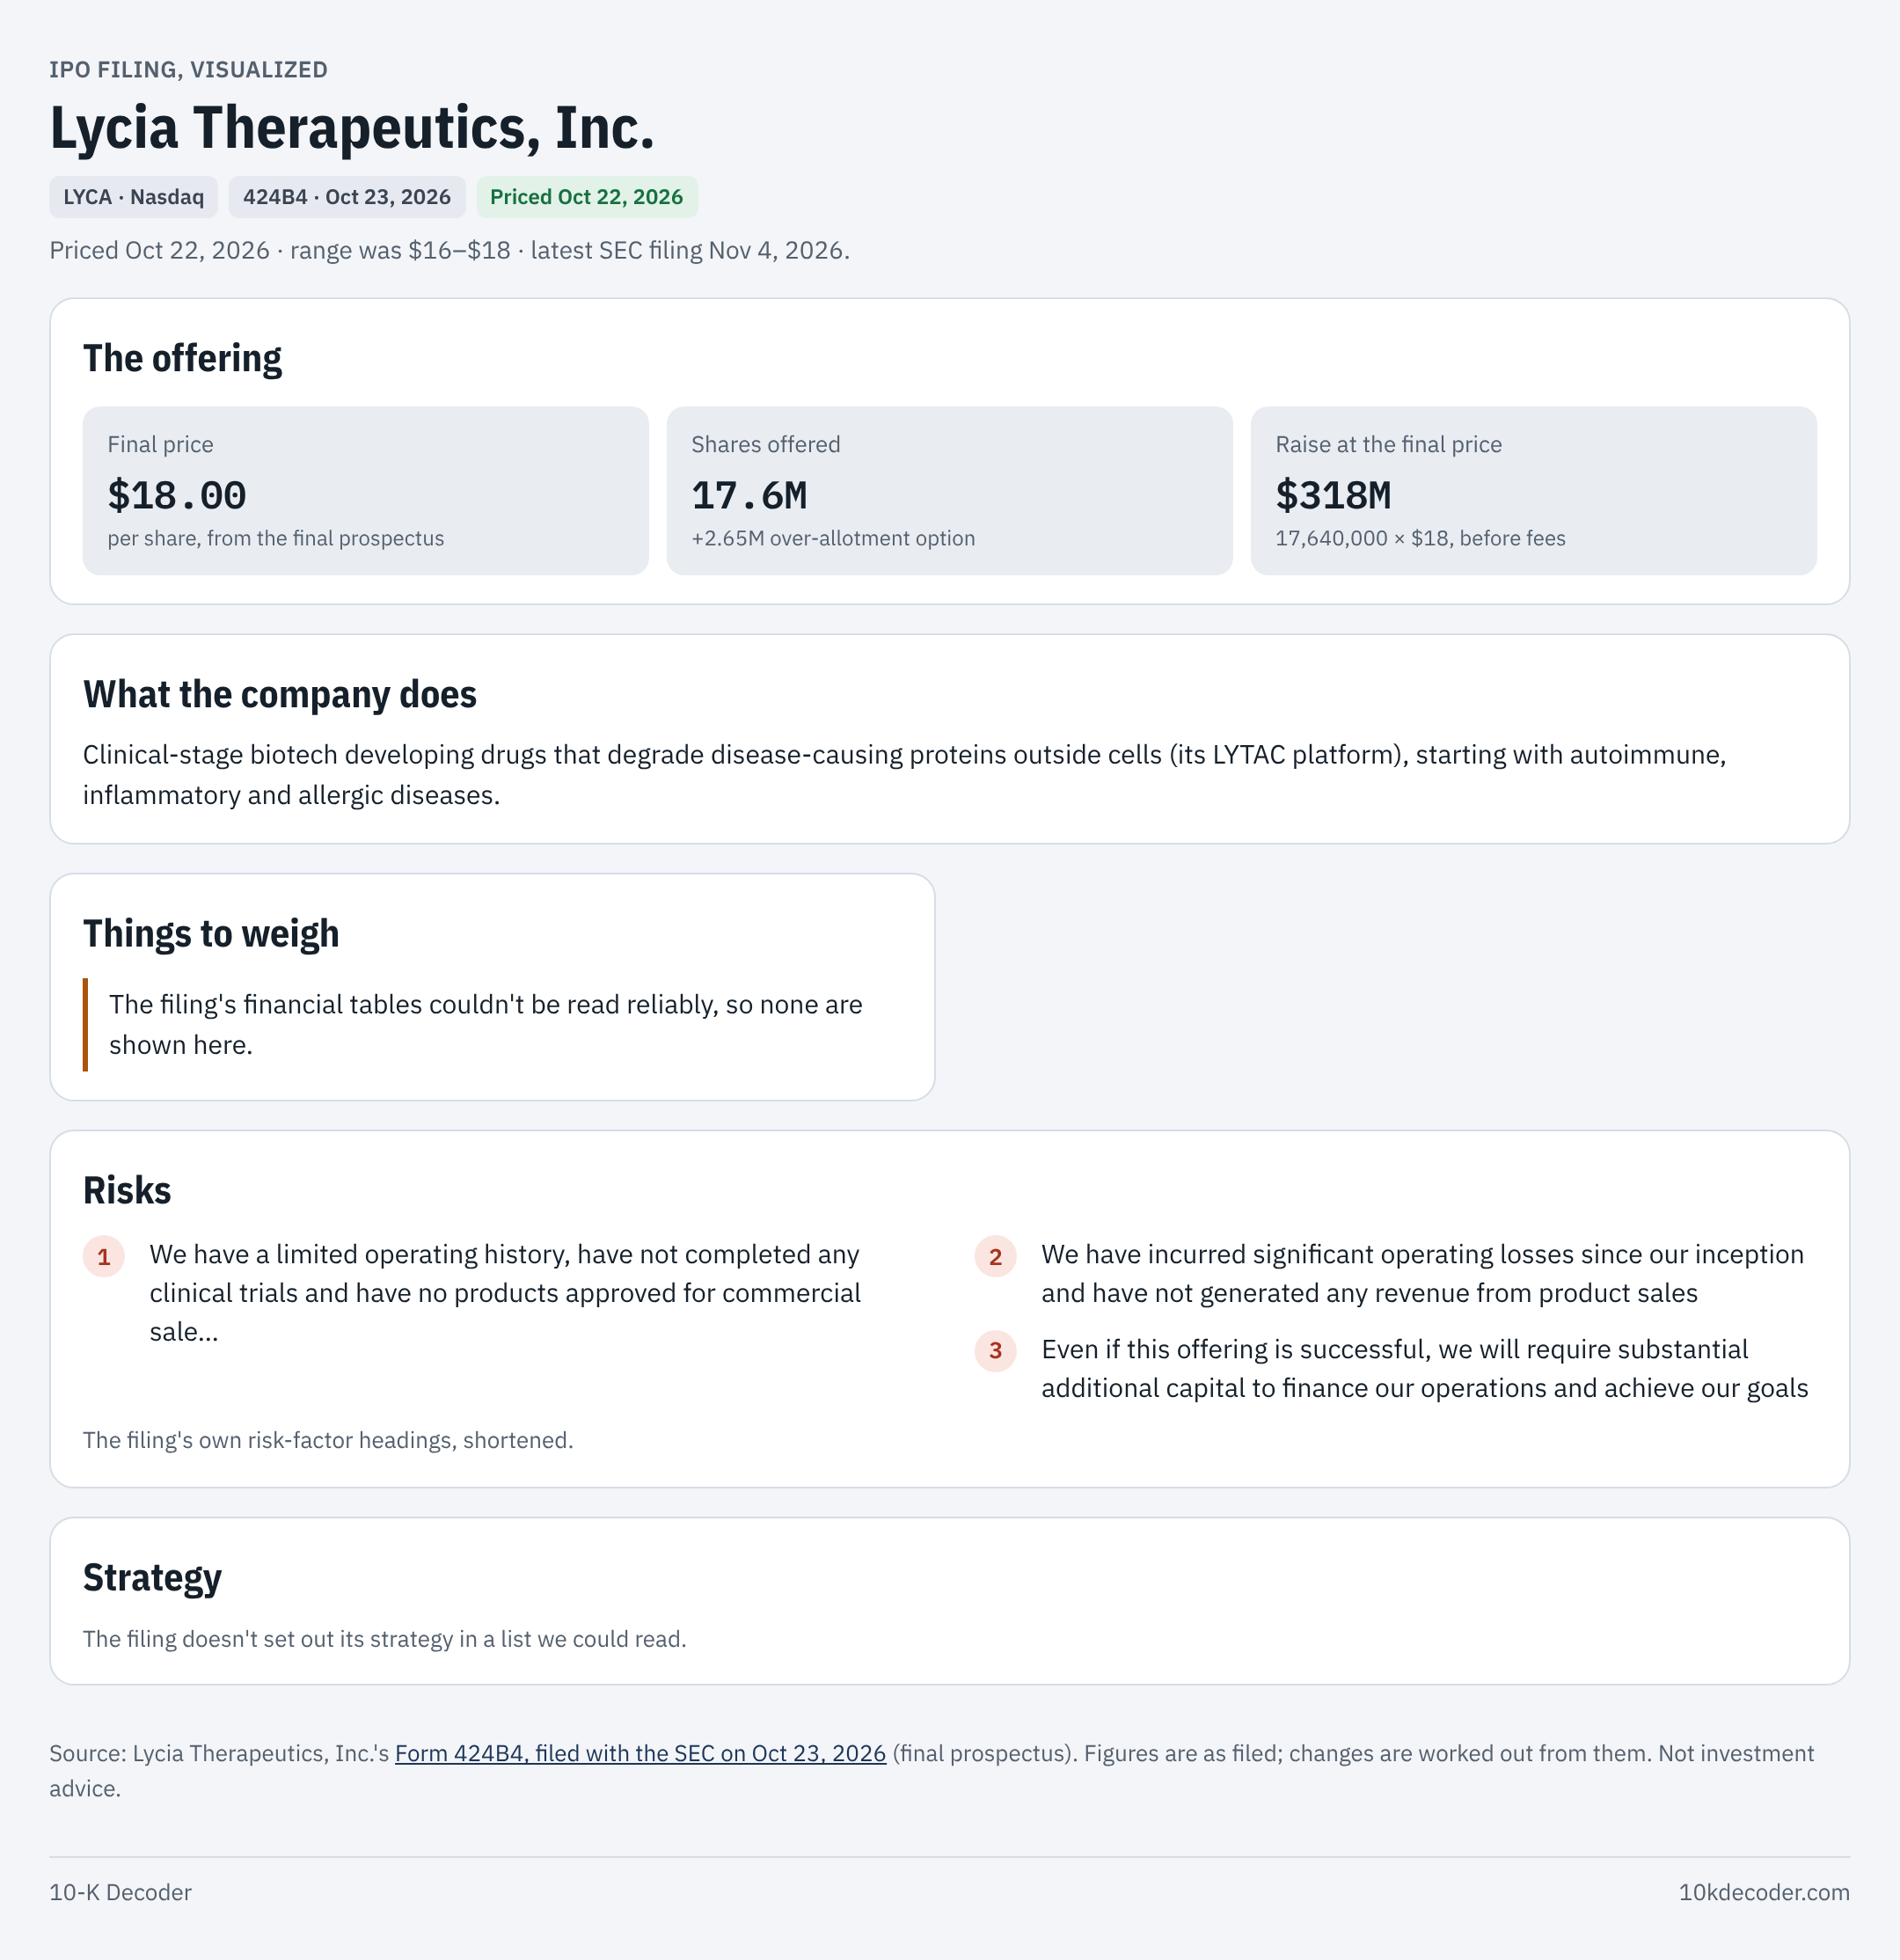 IPO FILING, VISUALIZED
Lycia Therapeutics, Inc.
LYCA · Nasdaq
424B4 · Oct 23, 2026
Priced Oct 22, 2026
Priced Oct 22, 2026 · range was $16–$18 · latest SEC filing Nov 4, 2026.
The offering
Final price
$18.00
per share, from the final prospectus
Shares offered
17.6M
+2.65M over-allotment option
Raise at the final price
$318M
17,640,000 × $18, before fees
What the company does
Clinical-stage biotech developing drugs that degrade disease-causing proteins outside cells (its LYTAC platform), starting with autoimmune,
inflammatory and allergic diseases.
Things to weigh
The filing's financial tables couldn't be read reliably, so none are
shown here.
Risks
1
We have a limited operating history, have not completed any
clinical trials and have no products approved for commercial
sale…
2
We have incurred significant operating losses since our inception
and have not generated any revenue from product sales
3
Even if this offering is successful, we will require substantial
additional capital to finance our operations and achieve our goals
The filing's own risk-factor headings, shortened.
Strategy
The filing doesn't set out its strategy in a list we could read.
Source: Lycia Therapeutics, Inc.'s Form 424B4, filed with the SEC on Oct 23, 2026 (final prospectus). Figures are as filed; changes are worked out from them. Not investment
advice.
10-K Decoder
10kdecoder.com